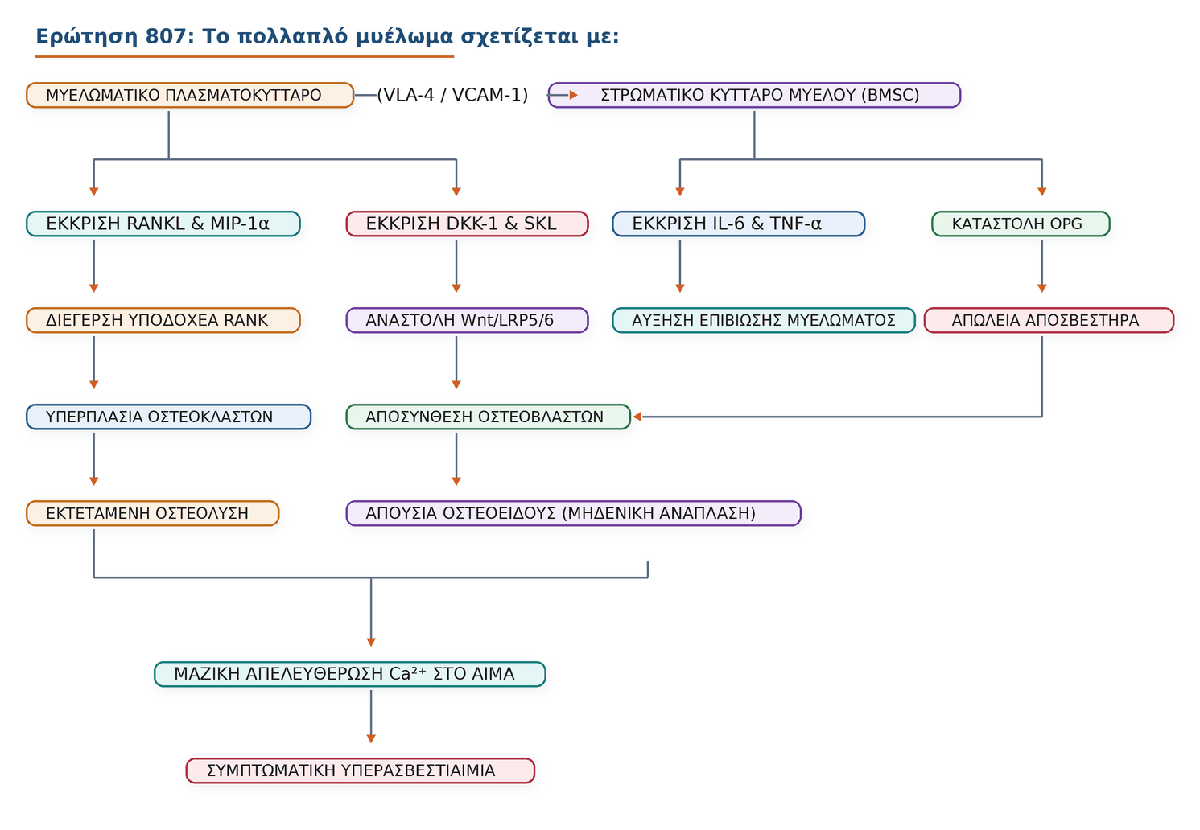 Ερώτηση 807: Το πολλαπλό μυέλωμα σχετίζεται με:
ΜΥΕΛΩΜΑΤΙΚΟ ΠΛΑΣΜΑΤΟΚΥΤΤΑΡΟ (VLA-4 / VCAM-1) ΣΤΡΩΜΑΤΙΚΟ ΚΥΤΤΑΡΟ ΜΥΕΛΟΥ (BMSC)
ΕΚΚΡΙΣΗ RANKL & MIP-1α ΕΚΚΡΙΣΗ DKK-1 & SKL ΕΚΚΡΙΣΗ IL-6 & TNF-α ΚΑΤΑΣΤΟΛΗ OPG
ΔΙΕΓΕΡΣΗ ΥΠΟΔΟΧΕΑ RANK ΑΝΑΣΤΟΛΗ Wnt/LRP5/6 ΑΥΞΗΣΗ ΕΠΙΒΙΩΣΗΣ ΜΥΕΛΩΜΑΤΟΣ ΑΠΩΛΕΙΑ ΑΠΟΣΒΕΣΤΗΡΑ
ΥΠΕΡΠΛΑΣΙΑ ΟΣΤΕΟΚΛΑΣΤΩΝ ΑΠΟΣΥΝΘΕΣΗ ΟΣΤΕΟΒΛΑΣΤΩΝ
ΕΚΤΕΤΑΜΕΝΗ ΟΣΤΕΟΛΥΣΗ ΑΠΟΥΣΙΑ ΟΣΤΕΟΕΙΔΟΥΣ (ΜΗΔΕΝΙΚΗ ΑΝΑΠΛΑΣΗ)
ΜΑΖΙΚΗ ΑΠΕΛΕΥΘΕΡΩΣΗ Ca²⁺ ΣΤΟ ΑΙΜΑ
ΣΥΜΠΤΩΜΑΤΙΚΗ ΥΠΕΡΑΣΒΕΣΤΙΑΙΜΙΑ